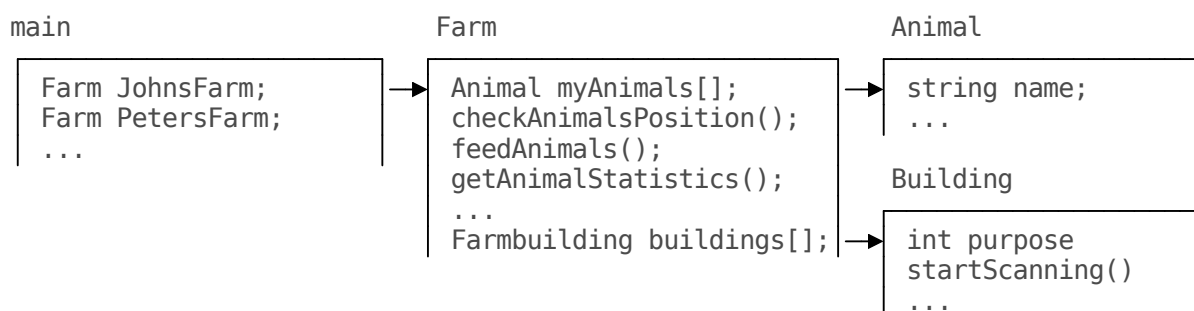 main
Farm JohnsFarm;
Farm PetersFarm;
...
Farm
Animal myAnimals[];
checkAnimalsPosition();
feedAnimals();
getAnimalStatistics();
...
Farmbuilding buildings[];
Animal
string name;
...
Building
int purpose
startScanning()
...